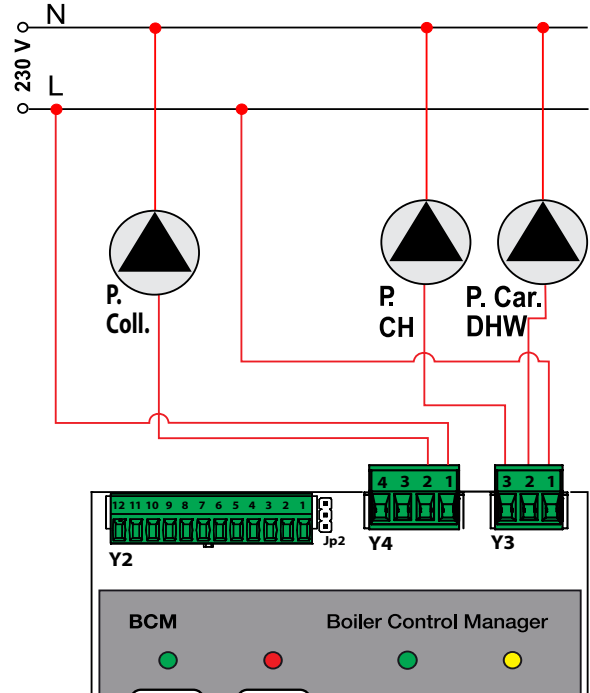 N
230 V
L
P.
Coll.
P.
CH
P. Car.
DHW
4 3 2 1
3 2 1
12 11 10 9 8 7 6 5 4 3 2 1
Jp2
Y2
Y4
Y3
BCM
Boiler Control Manager